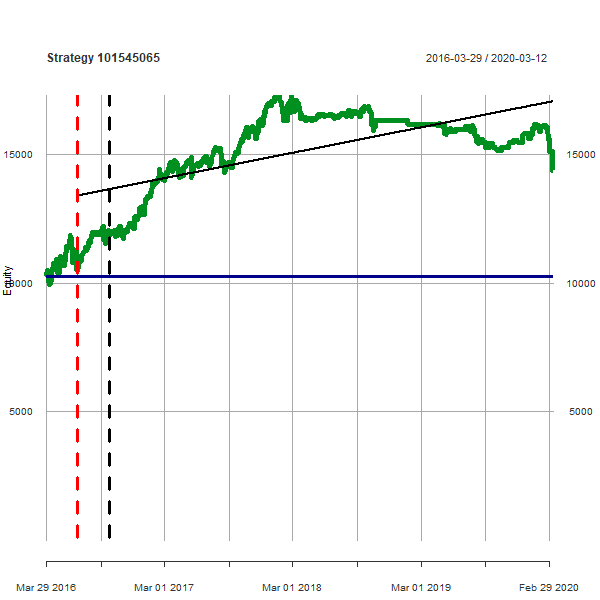 Strategy 101545065
2016-03-29 / 2020-03-12
15000
15000
Equity
10000
10000
5000
5000
Mar 29 2016
Mar 01 2017
Mar 01 2018
Mar 01 2019
Feb 29 2020